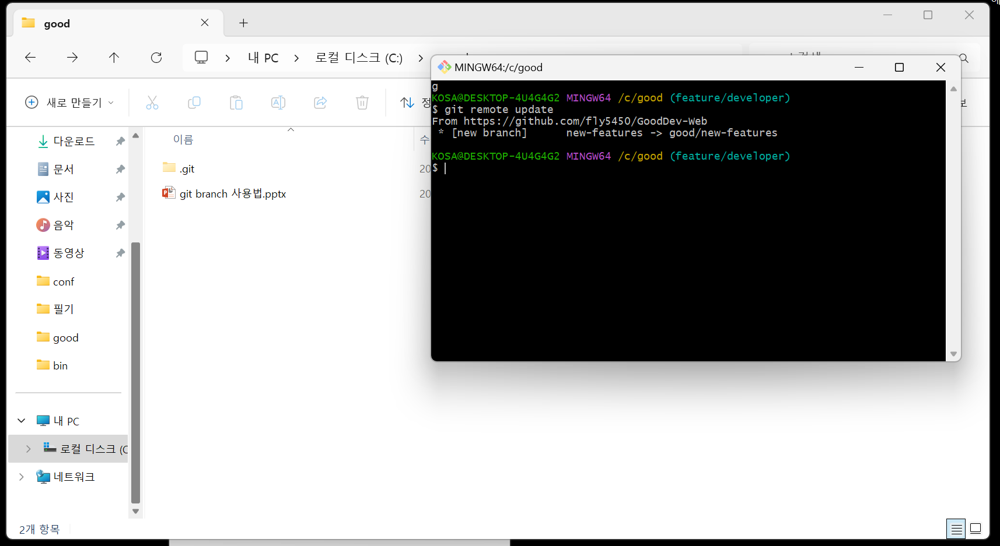 good
내 PC
로컬 디스크 (C:)
새로 만들기
이름
수
다운로드
문서
사진
음악
동영상
conf
필기
good
bin
내 PC
로컬 디스크 (C
네트워크
.git
20
git branch 사용법.pptx
20
2개 항목
MINGW64:/c/good
g
KOSA@DESKTOP-4U4G4G2 MINGW64 /c/good (feature/developer)
$ git remote update
From https://github.com/fly5450/GoodDev-Web
* [new branch]      new-features -> good/new-features
KOSA@DESKTOP-4U4G4G2 MINGW64 /c/good (feature/developer)
$